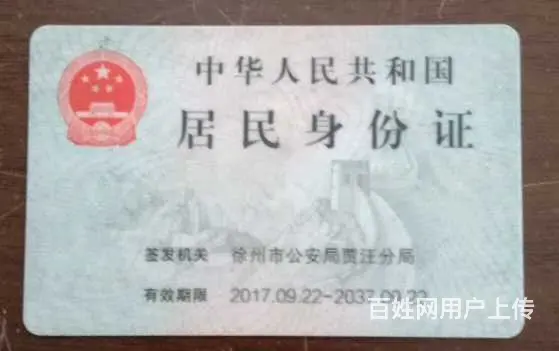 中华人民共和国
居民身份证
签发机关 徐州市公安局贾汪分局
有效期限 2017.09.22-2037.09.22
百姓网用户上传